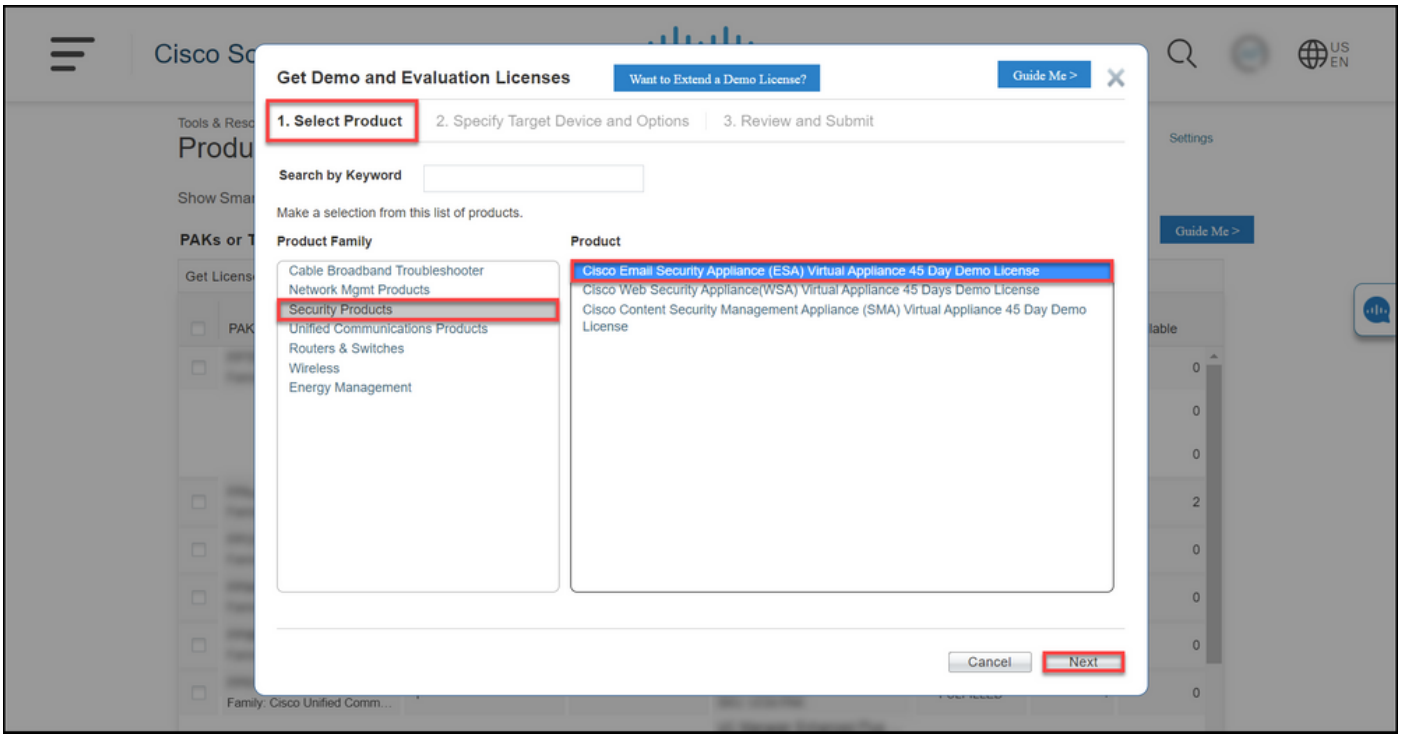 Cisco So
US
EN
Get Demo and Evaluation Licenses
Want to Extend a Demo License?
Guide Me >
1. Select Product
2. Specify Target Device and Options
3. Review and Submit
Tools & Reso
Produ
Settings
Search by Keyword
Show Smar
Make a selection from this list of products.
PAKs or T
Guide Me >
Product Family
Product
Get Licens
Cable Broadband Troubleshooter
Network Mgmt Products
Security Products
Unified Communications Products
Routers & Switches
Wireless
Energy Management
Cisco Email Security Appliance (ESA) Virtual Appliance 45 Day Demo License
Cisco Web Security Appliance(WSA) Virtual Appliance 45 Days Demo License
Cisco Content Security Management Appliance (SMA) Virtual Appliance 45 Day Demo
License
PAK
lable
0
0
0
2
0
0
0
0
Cancel
Next
Family: Cisco Unified Comm...